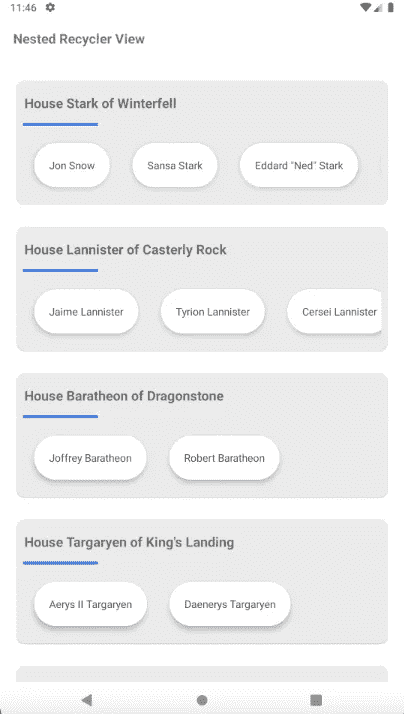 11:46
Nested Recycler View
House Stark of Winterfell
Jon Snow Sansa Stark Eddard "Ned" Stark
House Lannister of Casterly Rock
Jaime Lannister Tyrion Lannister Cersei Lannister
House Baratheon of Dragonstone
Joffrey Baratheon Robert Baratheon
House Targaryen of King's Landing
Aerys II Targaryen Daenerys Targaryen